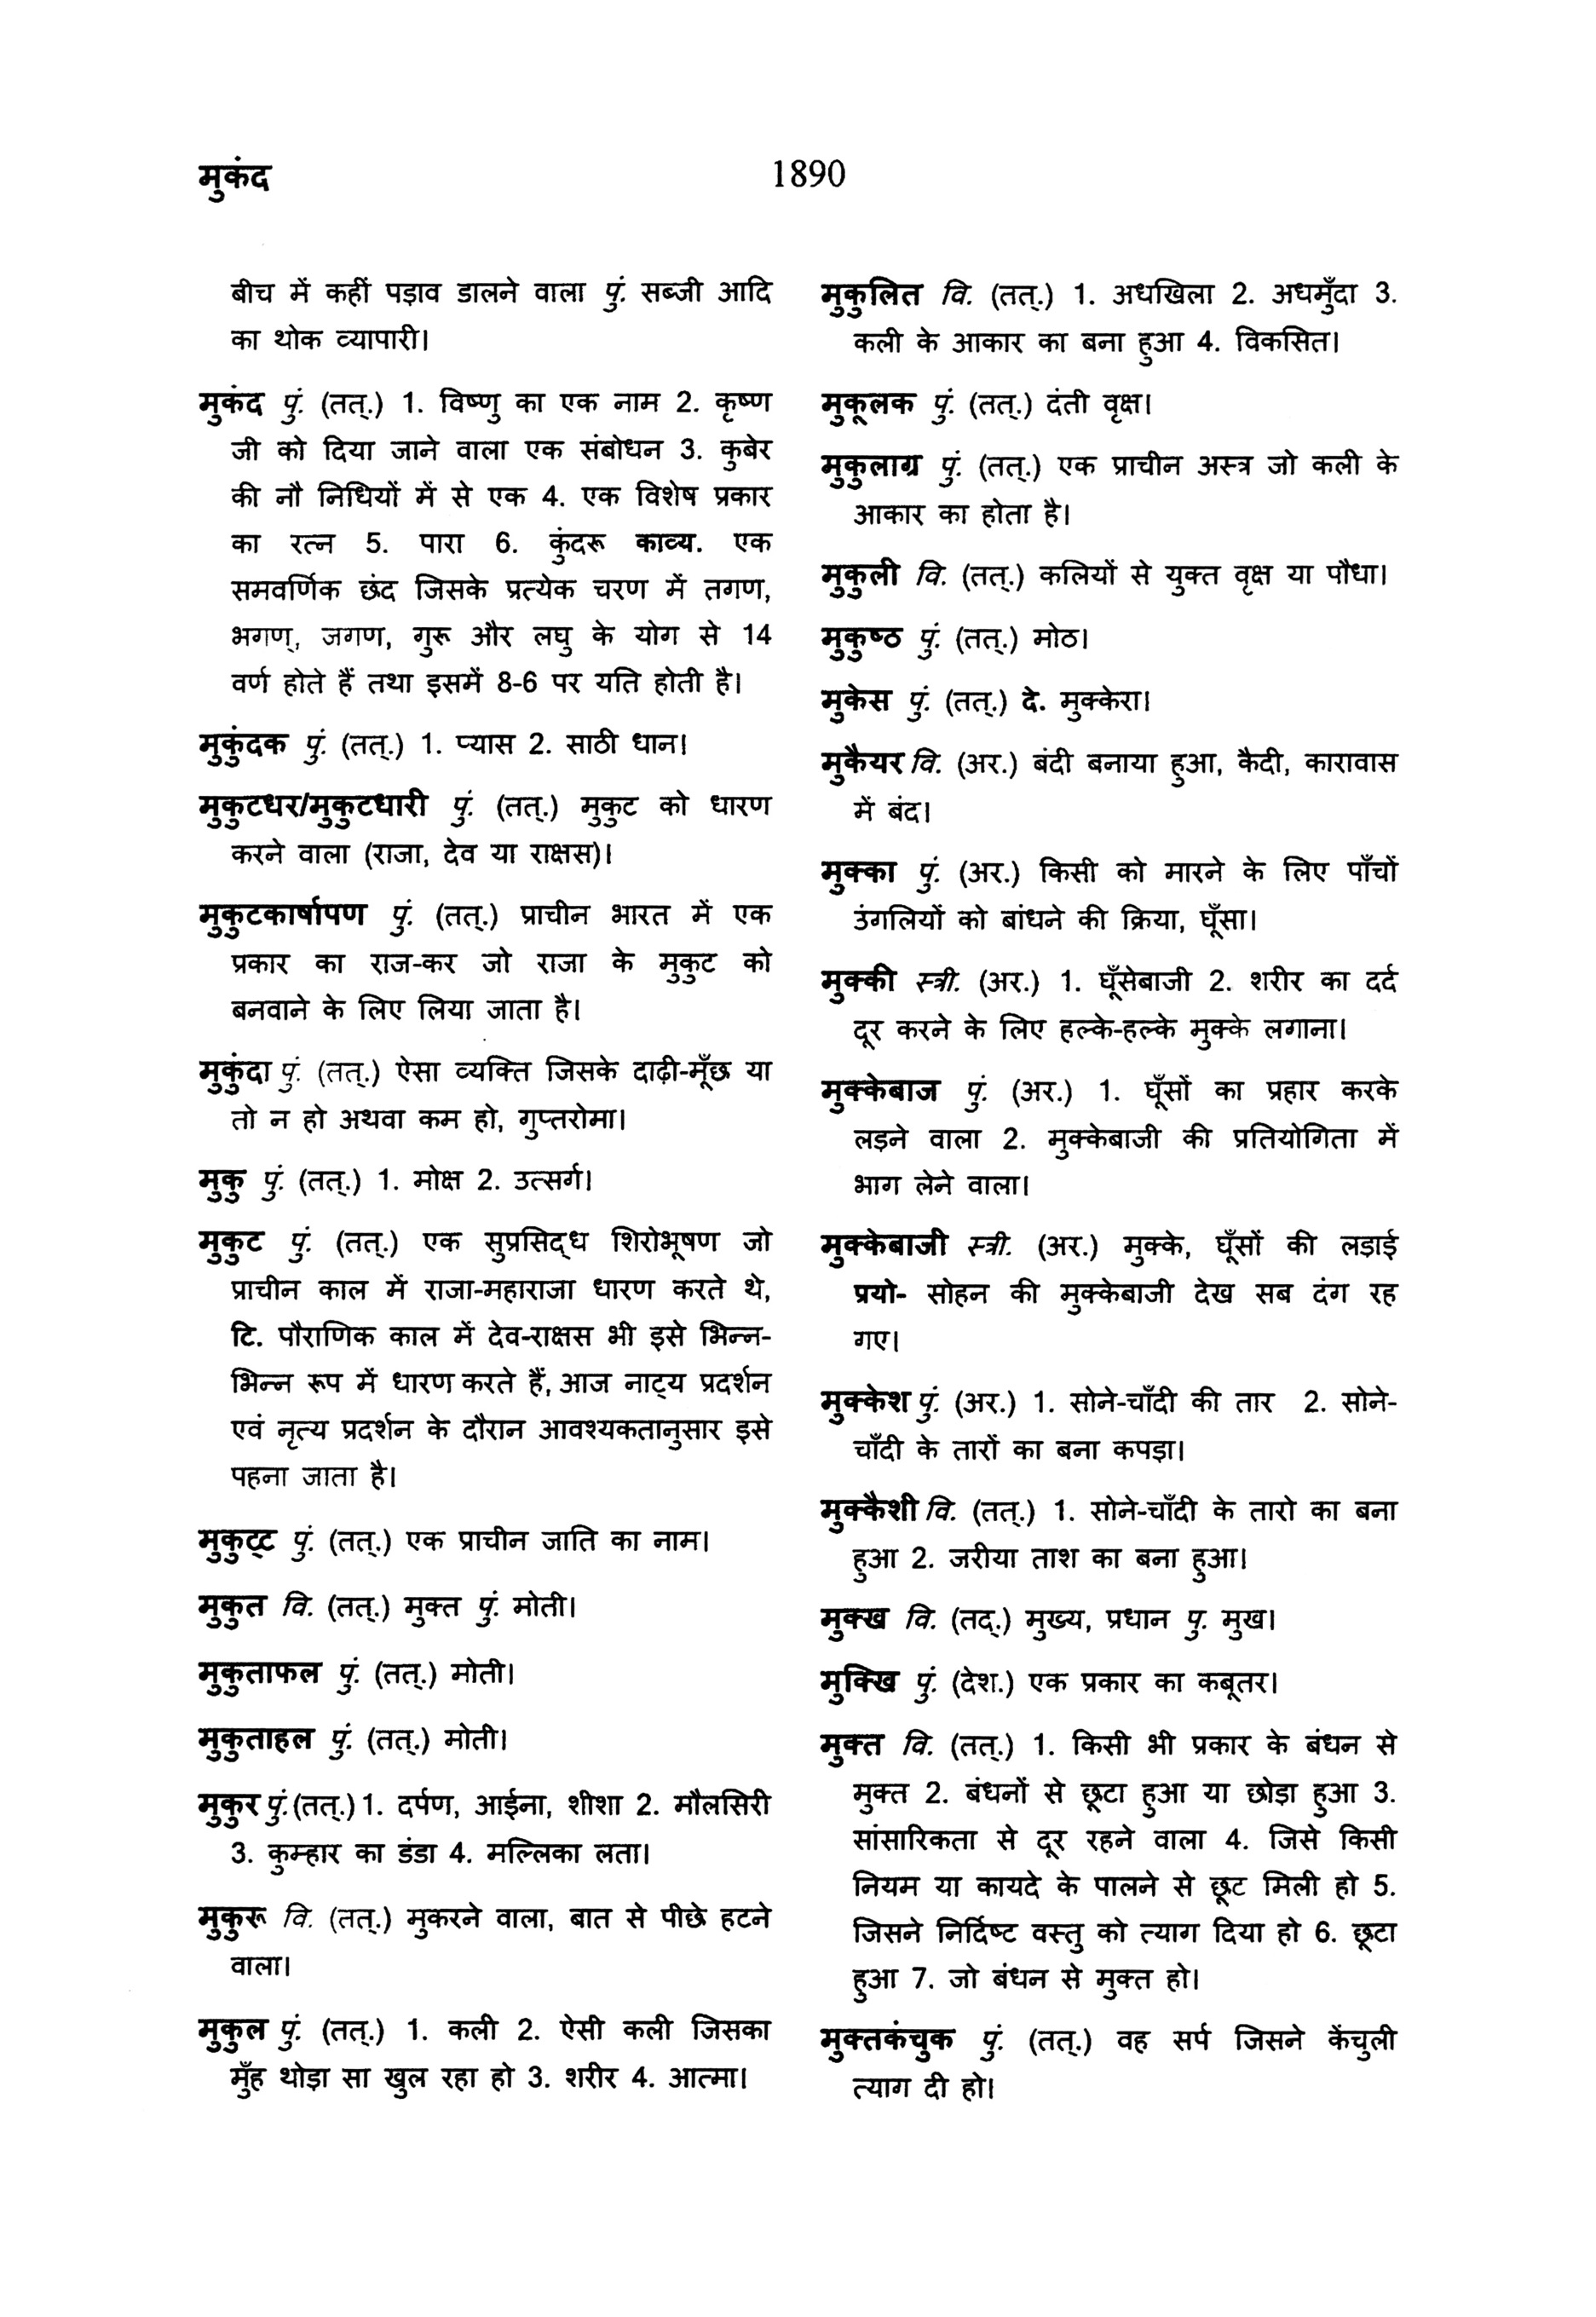 मुकंद
1890
बीच में कहीं पड़ाव डालने वाला पुं. सब्जी आदि
का थोक व्यापारी।
मुकंद पुं. (तत्.) 1. विष्णु का एक नाम 2. कृष्ण
जी को दिया जाने वाला एक संबोधन 3. कुबेर
की नौ निधियों में से एक 4. एक विशेष प्रकार
का रत्न 5. पारा 6. कुंदरू काव्य. एक
समवर्णिक छंद जिसके प्रत्येक चरण में तगण,
भगण्, जगण, गुरू और लघु के योग से 14
वर्ण होते हैं तथा इसमें 8-6 पर यति होती है।
मुकुंदक पुं. (तत्.) 1. प्यास 2. साठी धान।
मुकुटधर/मुकुटधारी पुं. (तत्.) मुकुट को धारण
करने वाला (राजा, देव या राक्षस)।
मुकुटकार्षापण पुं. (तत्.) प्राचीन भारत में एक
प्रकार का राज-कर जो राजा के मुकुट को
बनवाने के लिए लिया जाता है।
मुकुंदा पुं. (तत्.) ऐसा व्यक्ति जिसके दाढ़ी-मूँछ या
तो न हो अथवा कम हो, गुप्तरोमा।
मुकु पुं. (तत्.) 1. मोक्ष 2. उत्सर्ग।
मुकुट पुं. (तत्.) एक सुप्रसिद्ध शिरोभूषण जो
प्राचीन काल में राजा-महाराजा धारण करते थे,
टि. पौराणिक काल में देव-राक्षस भी इसे भिन्न-
भिन्न रूप में धारण करते हैं, आज नाट्य प्रदर्शन
एवं नृत्य प्रदर्शन के दौरान आवश्यकतानुसार इसे
पहना जाता है।
मुकुट्ट पुं. (तत्.) एक प्राचीन जाति का नाम।
मुकुत वि. (तत्.) मुक्त पुं. मोती।
मुकुताफल पुं. (तत्.) मोती।
मुकुताहल पुं. (तत्.) मोती।
मुकुर पुं.(तत्.) 1. दर्पण, आईना, शीशा 2. मौलसिरी
3. कुम्हार का डंडा 4. मल्लिका लता।
मुकुरू वि. (तत्.) मुकरने वाला, बात से पीछे हटने
वाला।
मुकुल पुं. (तत्.) 1. कली 2. ऐसी कली जिसका
मुँह थोड़ा सा खुल रहा हो 3. शरीर 4. आत्मा।
मुकुलित वि. (तत्.) 1. अधखिला 2. अधमुँदा 3.
कली के आकार का बना हुआ 4. विकसित।
मुकूलक पुं. (तत्.) दंती वृक्ष।
मुकुलाग्र पुं. (तत्.) एक प्राचीन अस्त्र जो कली के
आकार का होता है।
मुकुली वि. (तत्.) कलियों से युक्त वृक्ष या पौधा।
मुकुष्ठ पुं. (तत्.) मोठ।
मुकेस पुं. (तत्.) दे. मुक्केरा।
मुकैयर वि. (अर.) बंदी बनाया हुआ, कैदी, कारावास
में बंद।
मुक्का पुं. (अर.) किसी को मारने के लिए पाँचों
उंगलियों को बांधने की क्रिया, घूँसा।
मुक्की स्त्री. (अर.) 1. घूँसेबाजी 2. शरीर का दर्द
दूर करने के लिए हल्के-हल्के मुक्के लगाना।
मुक्केबाज पुं. (अर.) 1. घूँसों का प्रहार करके
लड़ने वाला 2. मुक्केबाजी की प्रतियोगिता में
भाग लेने वाला।
मुक्केबाजी स्त्री. (अर.) मुक्के, घूँसों की लड़ाई
प्रयो- सोहन की मुक्केबाजी देख सब दंग रह
गए।
मुक्केश पुं. (अर.) 1. सोने-चाँदी की तार 2. सोने-
चाँदी के तारों का बना कपड़ा।
मुक्कैशी वि. (तत्.) 1. सोने-चाँदी के तारो का बना
हुआ 2. जरीया ताश का बना हुआ।
मुक्ख वि. (तद्.) मुख्य, प्रधान पु. मुख।
मुक्खि पुं. (देश.) एक प्रकार का कबूतर।
मुक्त वि. (तत्.) 1. किसी भी प्रकार के बंधन से
मुक्त 2. बंधनों से छूटा हुआ या छोड़ा हुआ 3.
सांसारिकता से दूर रहने वाला 4. जिसे किसी
नियम या कायदे के पालने से छूट मिली हो 5.
जिसने निर्दिष्ट वस्तु को त्याग दिया हो 6. छूटा
हुआ 7. जो बंधन से मुक्त हो।
मुक्तकंचुक पुं. (तत्.) वह सर्प जिसने केंचुली
त्याग दी हो।